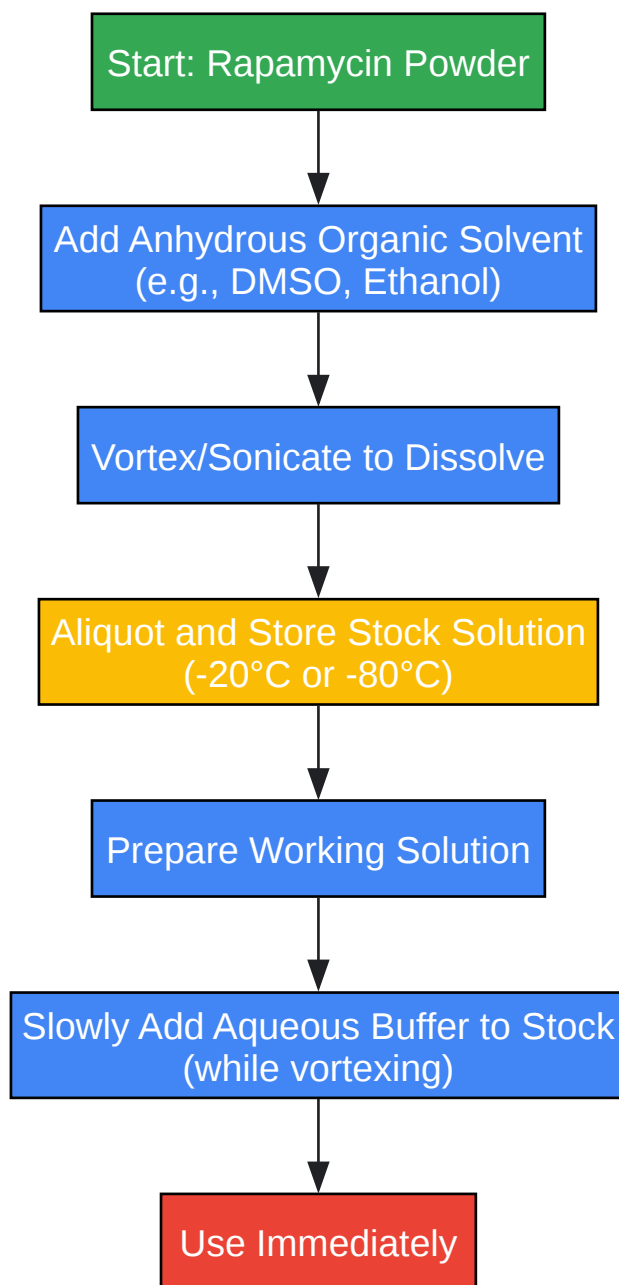 Start: Rapamycin Powder
Add Anhydrous Organic Solvent
(e.g., DMSO, Ethanol)
Vortex/Sonicate to Dissolve
Aliquot and Store Stock Solution
(-20°C or -80°C)
Prepare Working Solution
Slowly Add Aqueous Buffer to Stock
(while vortexing)
Use Immediately